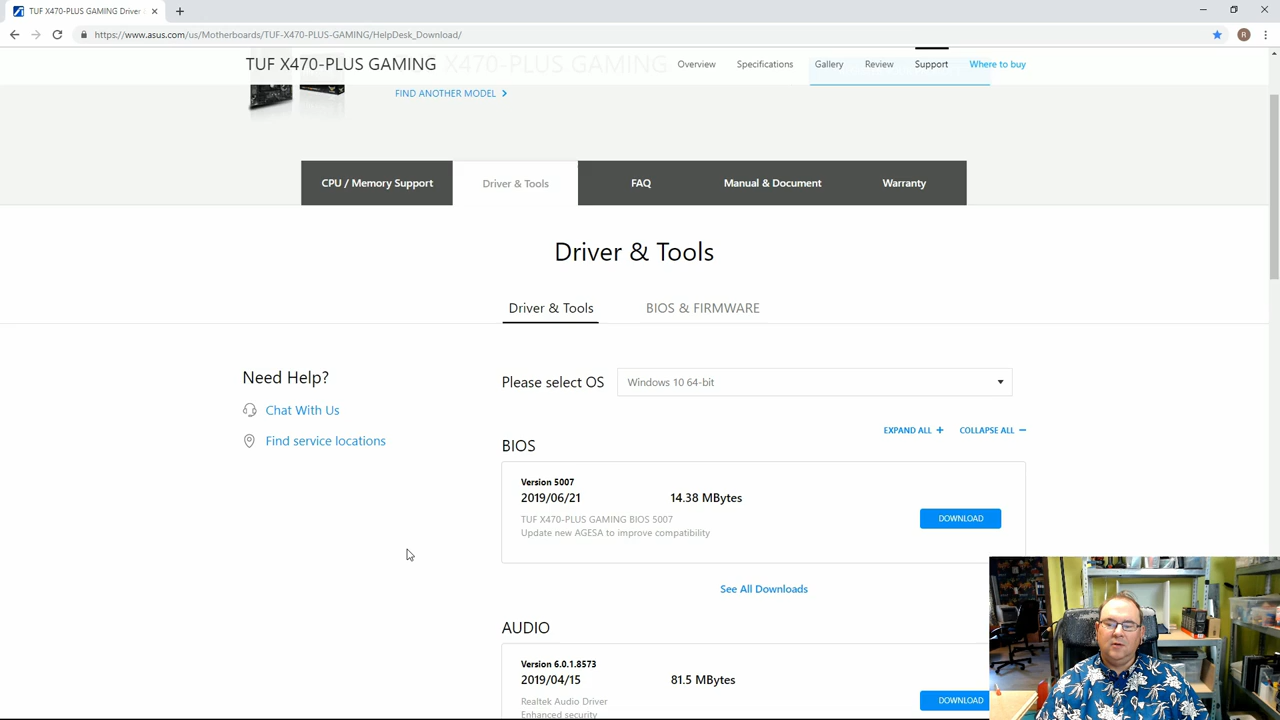 TUF X470-PLUS GAMING Driver
https://www.asus.com/us/Motherboards/TUF-X470-PLUS-GAMING/HelpDesk_Download/
R
TUF X470-PLUS GAMING
X470-PLUS GAMING
Overview
Specifications
Gallery
Review
Support
Where to buy
FIND ANOTHER MODEL
CPU / Memory Support
Driver & Tools
FAQ
Manual & Document
Warranty
Driver & Tools
Driver & Tools
BIOS & FIRMWARE
Need Help?
Chat With Us
Find service locations
Please select OS
Windows 10 64-bit
EXPAND ALL +
COLLAPSE ALL −
BIOS
Version 5007
2019/06/21
14.38 MBytes
TUF X470-PLUS GAMING BIOS 5007
Update new AGESA to improve compatibility
DOWNLOAD
See All Downloads
AUDIO
Version 6.0.1.8573
2019/04/15
81.5 MBytes
Realtek Audio Driver
Enhanced security
DOWNLOAD